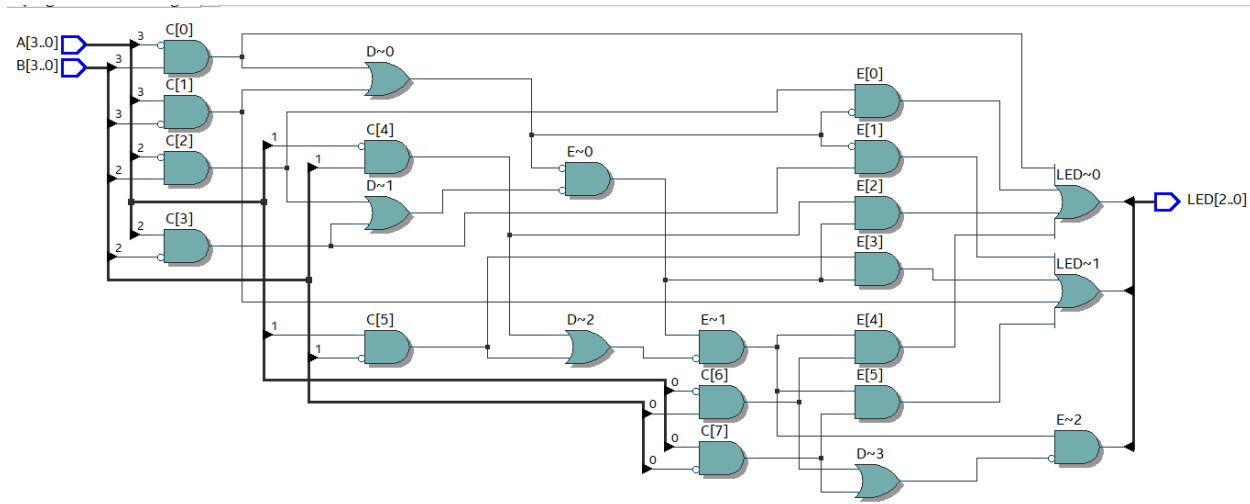 C[0]
A[3..0]
3
D~0
B[3..0]
3
C[1]
E[0]
3
3
C[2]
C[4]
E[1]
1
2
E~0
1
2
D~1
E[2]
LED~0
LED[2..0]
C[3]
2
2
E[3]
LED~1
C[5]
D~2
E~1
E[4]
1
1
C[6]
E[5]
0
0
C[7]
E~2
0
D~3
0